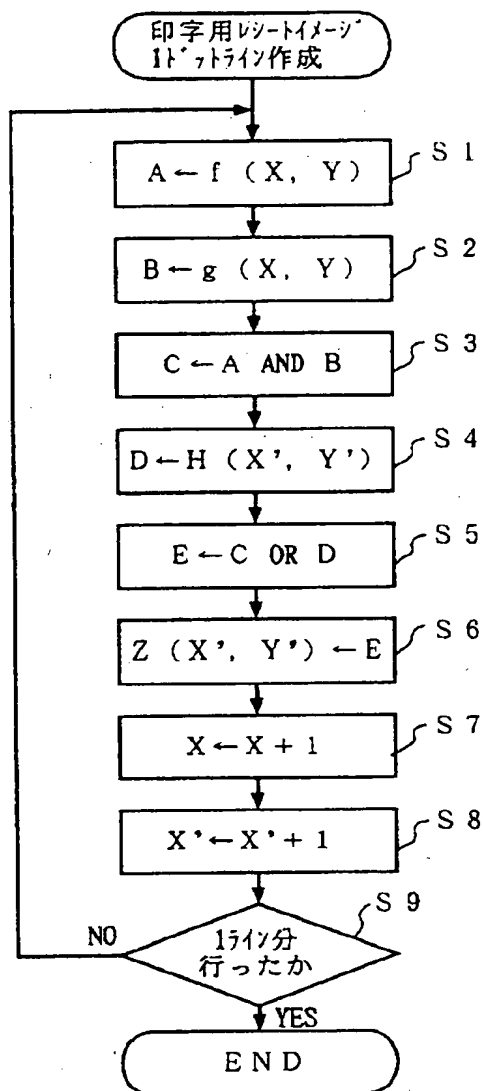 印字用レシートイメージ
1ドットライン作成
A ← f (X, Y)
S 1
B ← g (X, Y)
S 2
C ← A AND B
S 3
D ← H (X', Y')
S 4
E ← C OR D
S 5
Z (X', Y') ← E
S 6
X ← X + 1
S 7
X' ← X' + 1
S 8
1ライン分
行ったか
S 9
NO
YES
END